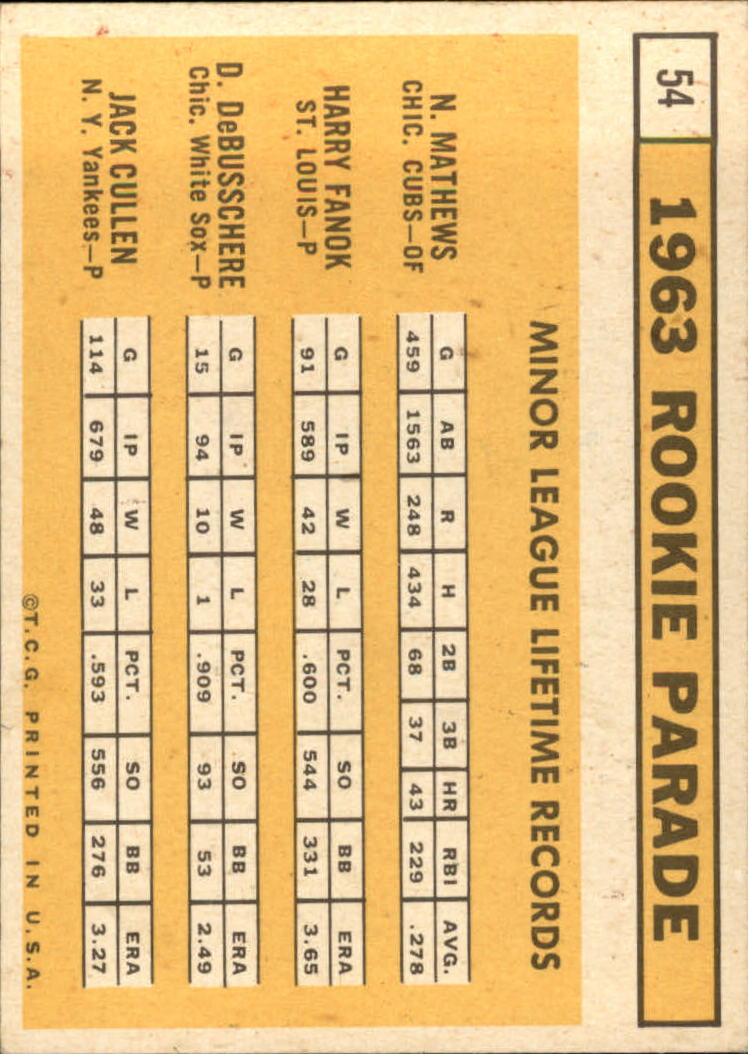 54 1963 ROOKIE PARADE
MINOR LEAGUE LIFETIME RECORDS
N. MATHEWS
CHIC. CUBS—OF
G AB R H 2B 3B HR RBI AVG.
459 1563 248 434 68 37 43 229 .278
HARRY FANOK
ST. LOUIS—P
G IP W L PCT. SO BB ERA
91 589 42 28 .600 544 331 3.65
D. DeBUSSCHERE
Chic. White Sox—P
G IP W L PCT. SO BB ERA
15 94 10 1 .909 93 53 2.49
JACK CULLEN
N. Y. Yankees—P
G IP W L PCT. SO BB ERA
114 679 48 33 .593 556 276 3.27
©T.C.G. PRINTED IN U.S.A.